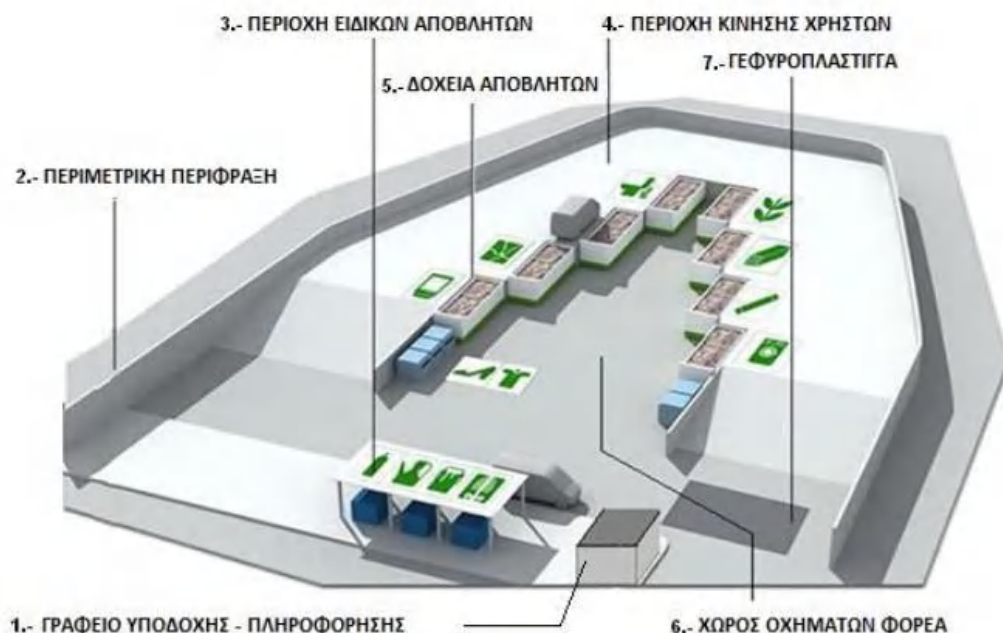 3.- ΠΕΡΙΟΧΗ ΕΙΔΙΚΩΝ ΑΠΟΒΛΗΤΩΝ
4.- ΠΕΡΙΟΧΗ ΚΙΝΗΣΗΣ ΧΡΗΣΤΩΝ
5.- ΔΟΧΕΙΑ ΑΠΟΒΛΗΤΩΝ
7.- ΓΕΦΥΡΟΠΛΑΣΤΙΓΓΑ
2.- ΠΕΡΙΜΕΤΡΙΚΗ ΠΕΡΙΦΡΑΞΗ
1.- ΓΡΑΦΕΙΟ ΥΠΟΔΟΧΗΣ - ΠΛΗΡΟΦΟΡΗΣΗΣ
6.- ΧΩΡΟΣ ΟΧΗΜΑΤΩΝ ΦΟΡΕΑ